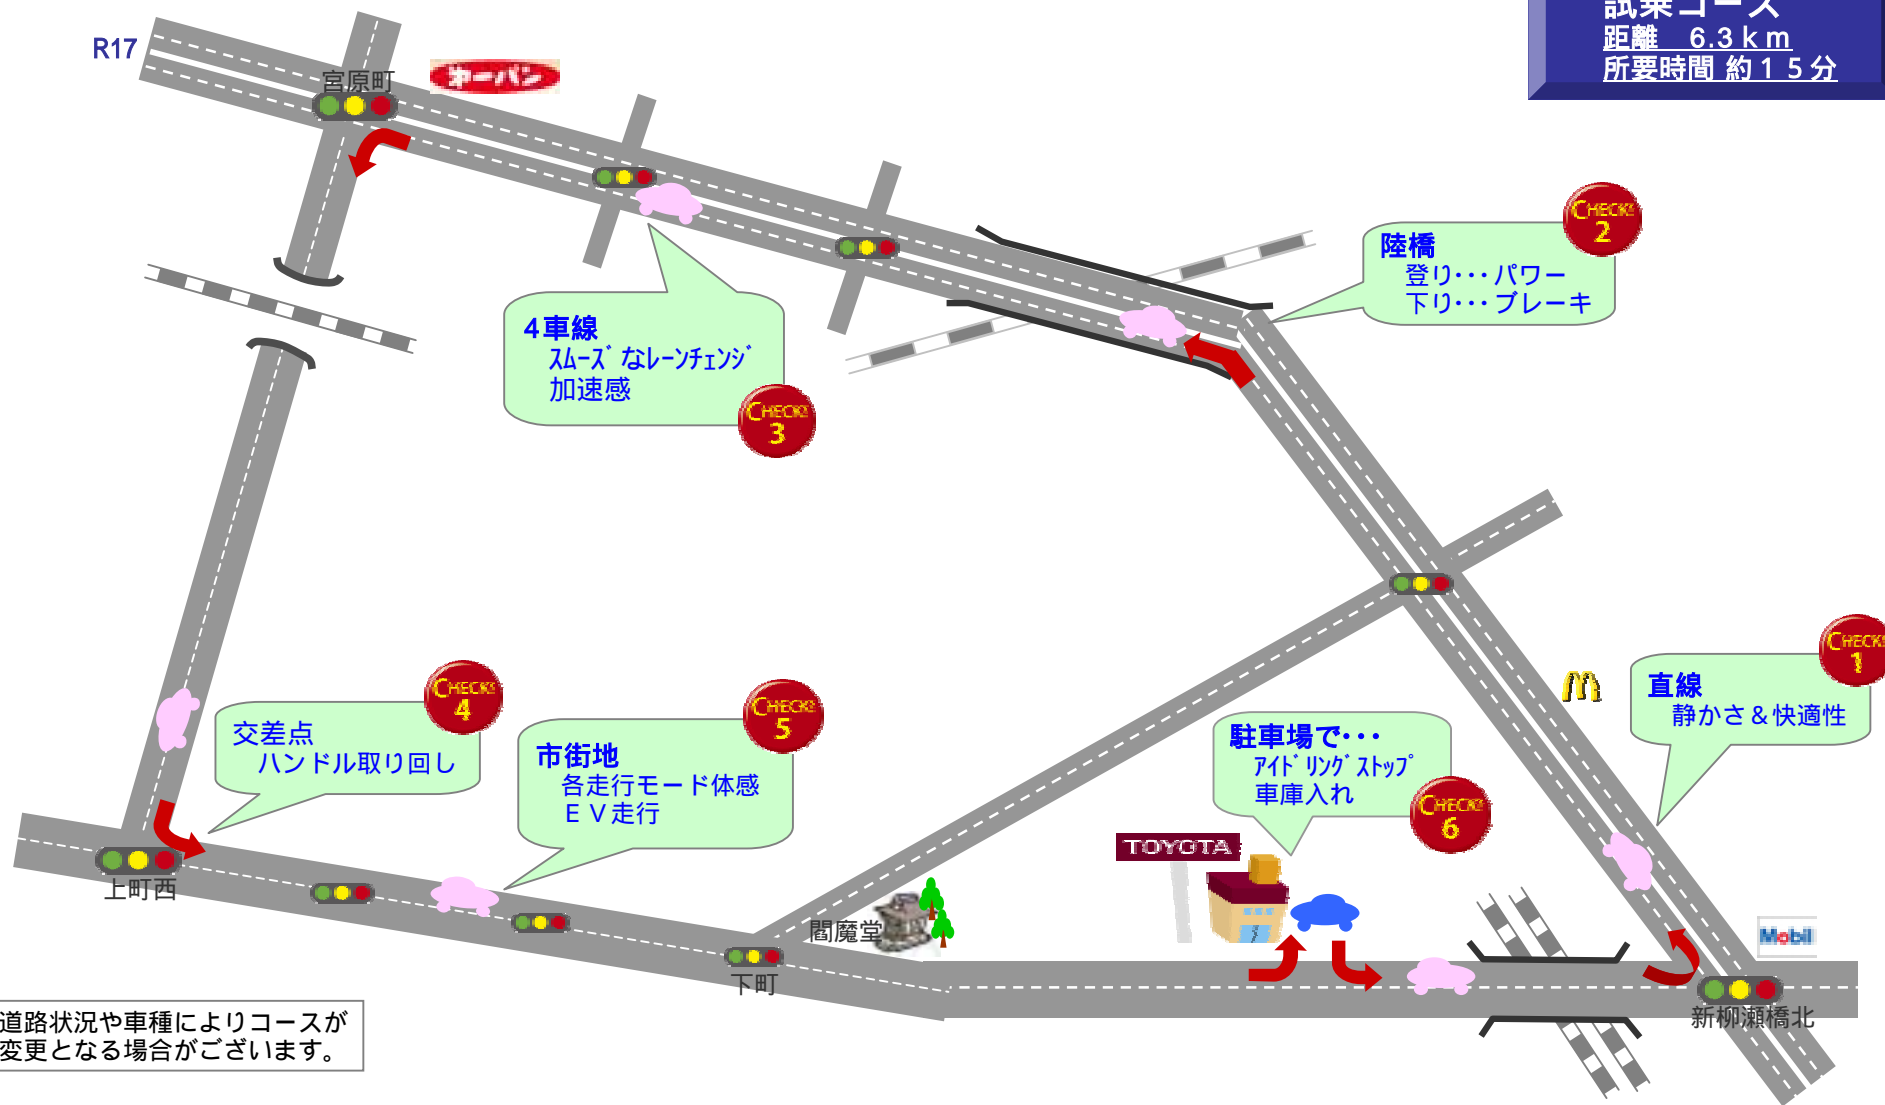 試乗コース
距離　6.3ｋｍ
所要時間 約１５分
R17
宮原町
第一パン
CHECK!
2
陸橋
登り･･･パワー
下り･･･ブレーキ
4車線
ｽﾑｰｽﾞなﾚｰﾝﾁｪﾝｼﾞ
加速感
CHECK!
3
CHECK!
1
直線
静かさ＆快適性
CHECK!
4
交差点
ハンドル取り回し
CHECK!
5
市街地
各走行モード体感
ＥＶ走行
駐車場で･･･
ｱｲﾄﾞﾘﾝｸﾞｽﾄｯﾌﾟ
車庫入れ
CHECK!
6
TOYOTA
上町西
閻魔堂
下町
Mobil
新柳瀬橋北
道路状況や車種によりコースが
変更となる場合がございます。